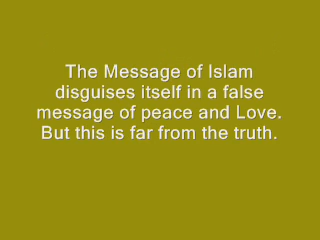 The Message of Islam
disguises itself in a false
message of peace and Love.
But this is far from the truth.